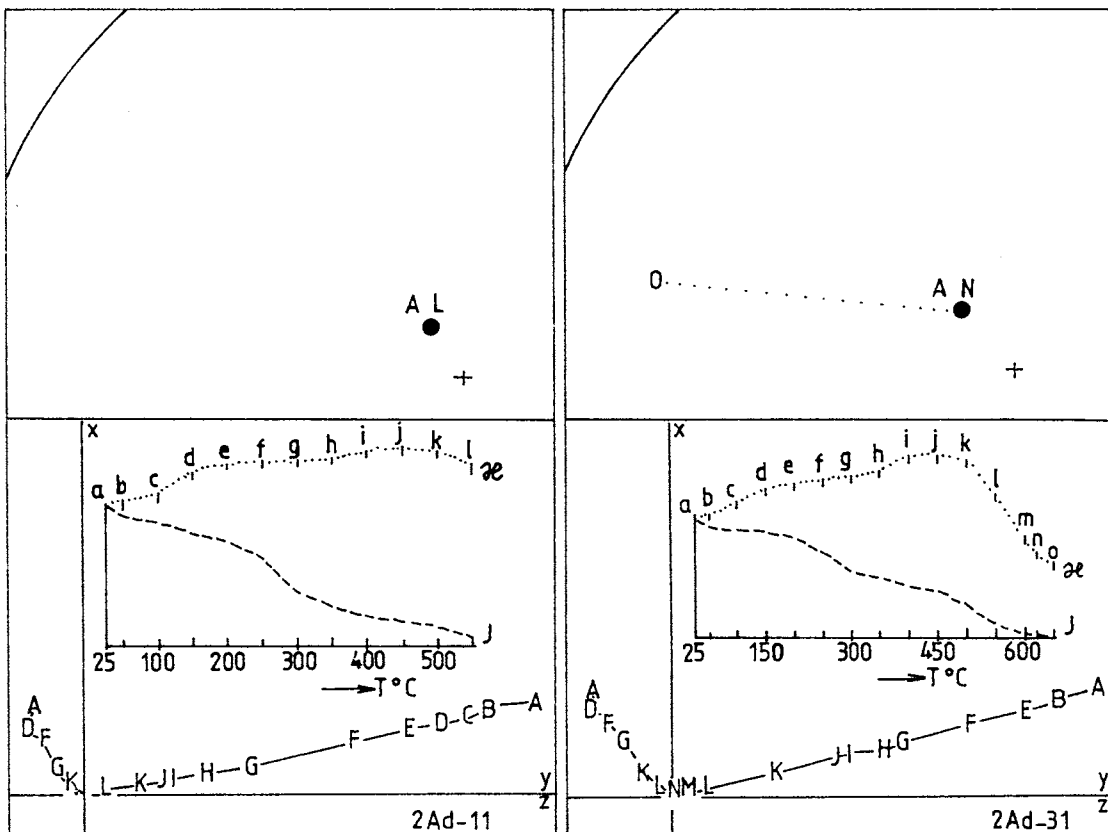 A L
x
a b c d e f g h i j k l
æ
J
25 100 200 300 400 500
T°C
A
D F
G
K
L K J I H G F E D C B A
y
z
2Ad-11
O A N
x
a b c d e f g h i j k l m n o
æ
J
25 150 300 450 600
T°C
A
D F
G
K L N M L K J I H G F E B A
y
z
2Ad-31